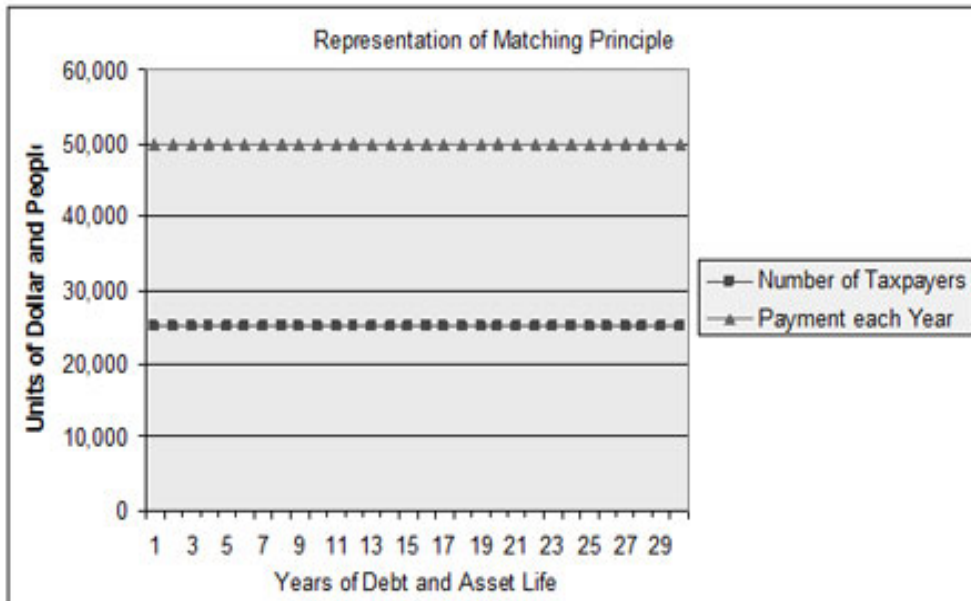 Representation of Matching Principle
60,000
50,000
40,000
30,000
20,000
10,000
0
Units of Dollar and People
1 3 5 7 9 11 13 15 17 19 21 23 25 27 29
Years of Debt and Asset Life
Number of Taxpayers
Payment each Year